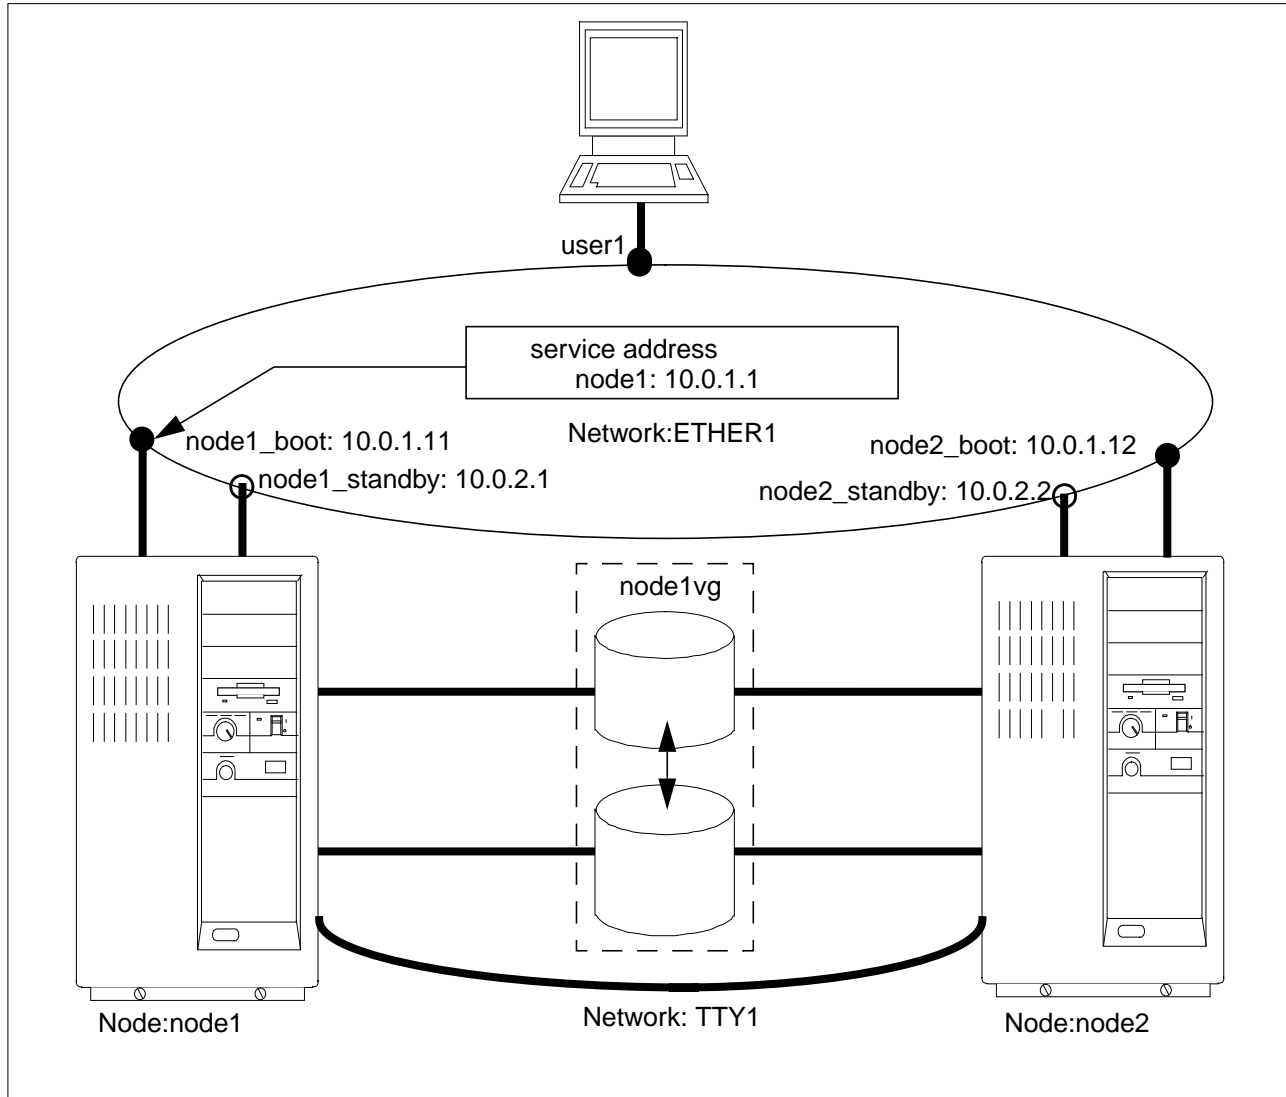 user1
service address
node1: 10.0.1.1
Network:ETHER1
node1_boot: 10.0.1.11
node2_boot: 10.0.1.12
node1_standby: 10.0.2.1
node2_standby: 10.0.2.2
node1vg
Node:node1
Network: TTY1
Node:node2